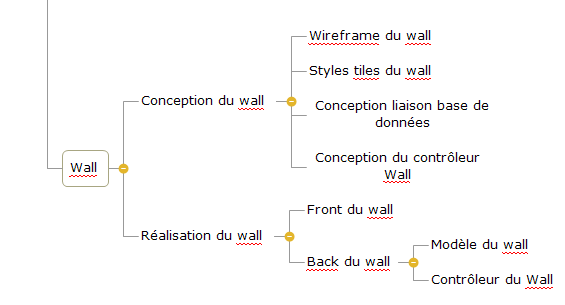 Wireframe du wall
Styles tiles du wall
Conception du wall
Conception liaison base de
données
Conception du contrôleur
Wall
Wall
Front du wall
Réalisation du wall
Modèle du wall
Back du wall
Contrôleur du Wall